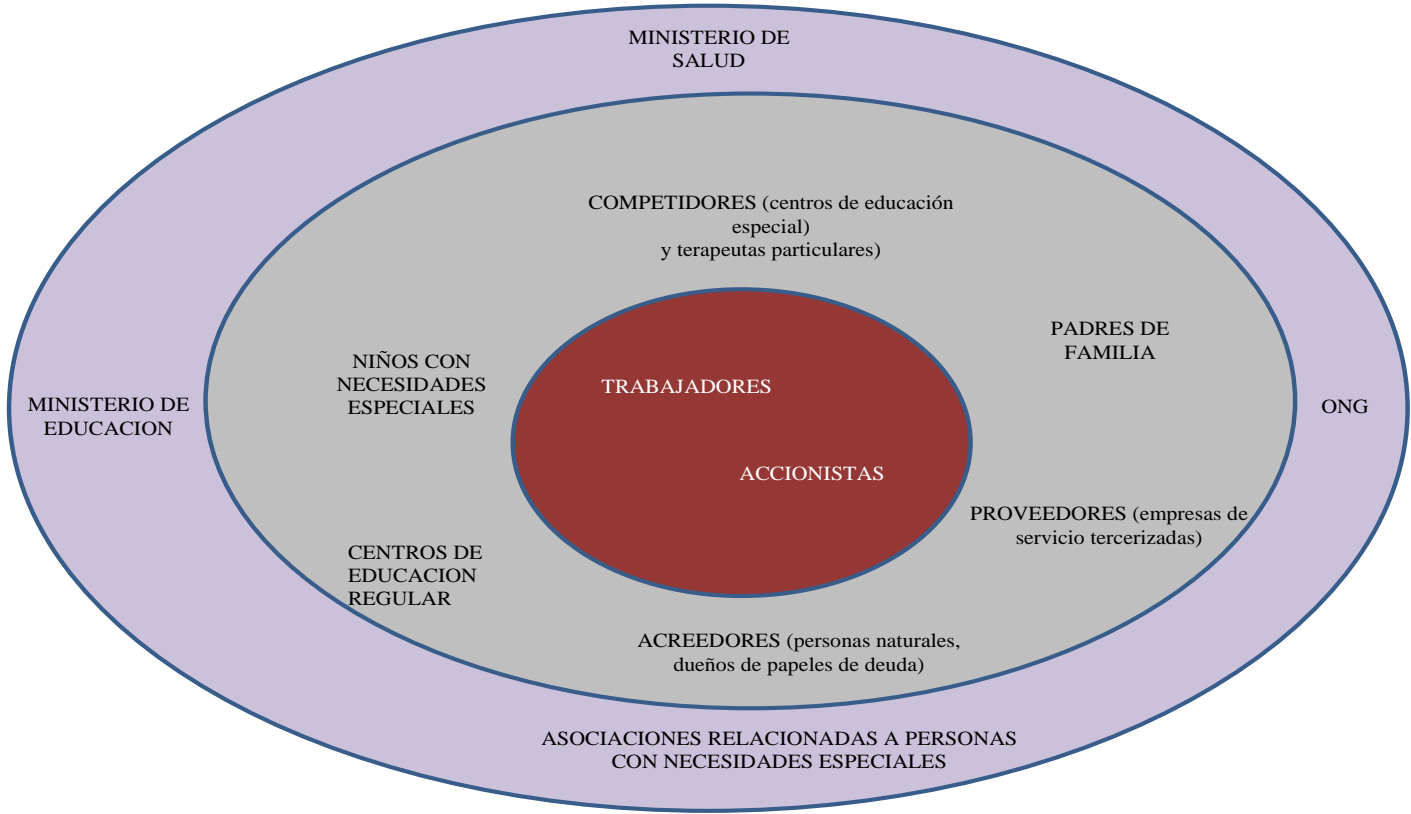 MINISTERIO DE
SALUD
COMPETIDORES (centros de educación
especial)
y terapeutas particulares)
PADRES DE
FAMILIA
NIÑOS CON
NECESIDADES
ESPECIALES
TRABAJADORES
MINISTERIO DE
EDUCACION
ONG
ACCIONISTAS
PROVEEDORES (empresas de
servicio tercerizadas)
CENTROS DE
EDUCACION
REGULAR
ACREEDORES (personas naturales,
dueños de papeles de deuda)
ASOCIACIONES RELACIONADAS A PERSONAS
CON NECESIDADES ESPECIALES